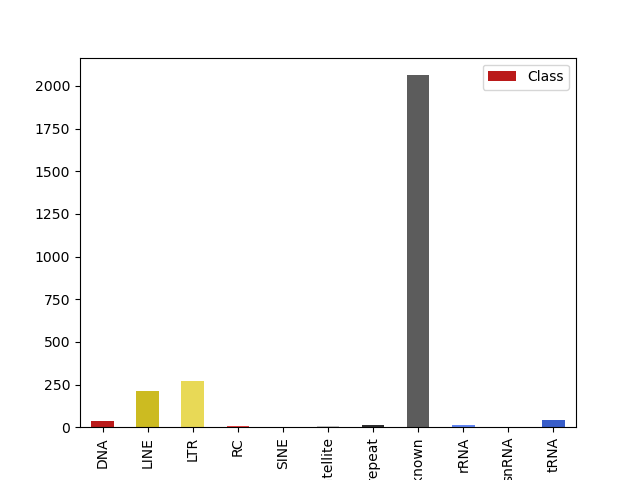 2000
1750
1500
1250
1000
750
500
250
0
Class
DNA
LINE
LTR
RC
SINE
tellite
repeat
known
rRNA
snRNA
tRNA